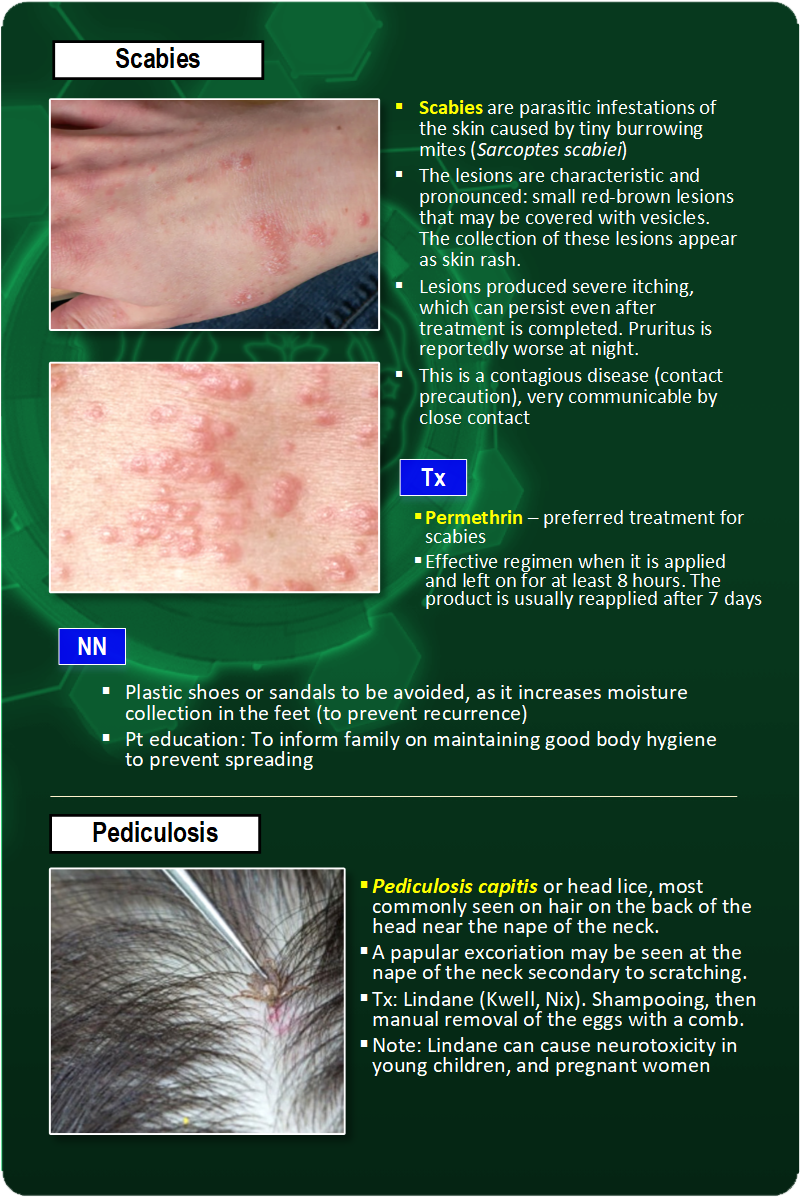 Scabies
▪ Scabies are parasitic infestations of
the skin caused by tiny burrowing
mites (Sarcoptes scabiei)
▪ The lesions are characteristic and
pronounced: small red-brown lesions
that may be covered with vesicles.
The collection of these lesions appear
as skin rash.
▪ Lesions produced severe itching,
which can persist even after
treatment is completed. Pruritus is
reportedly worse at night.
▪ This is a contagious disease (contact
precaution), very communicable by
close contact
Tx
▪ Permethrin – preferred treatment for
scabies
▪ Effective regimen when it is applied
and left on for at least 8 hours. The
product is usually reapplied after 7 days
NN
▪ Plastic shoes or sandals to be avoided, as it increases moisture
collection in the feet (to prevent recurrence)
▪ Pt education: To inform family on maintaining good body hygiene
to prevent spreading
Pediculosis
▪ Pediculosis capitis or head lice, most
commonly seen on hair on the back of the
head near the nape of the neck.
▪ A papular excoriation may be seen at the
nape of the neck secondary to scratching.
▪ Tx: Lindane (Kwell, Nix). Shampooing, then
manual removal of the eggs with a comb.
▪ Note: Lindane can cause neurotoxicity in
young children, and pregnant women